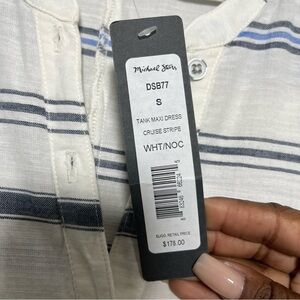 Michael Stars
DSB77
S
TANK MAXI DRESS
CRUISE STRIPE
WHT/NOC
SUGG. RETAIL PRICE
$178.00